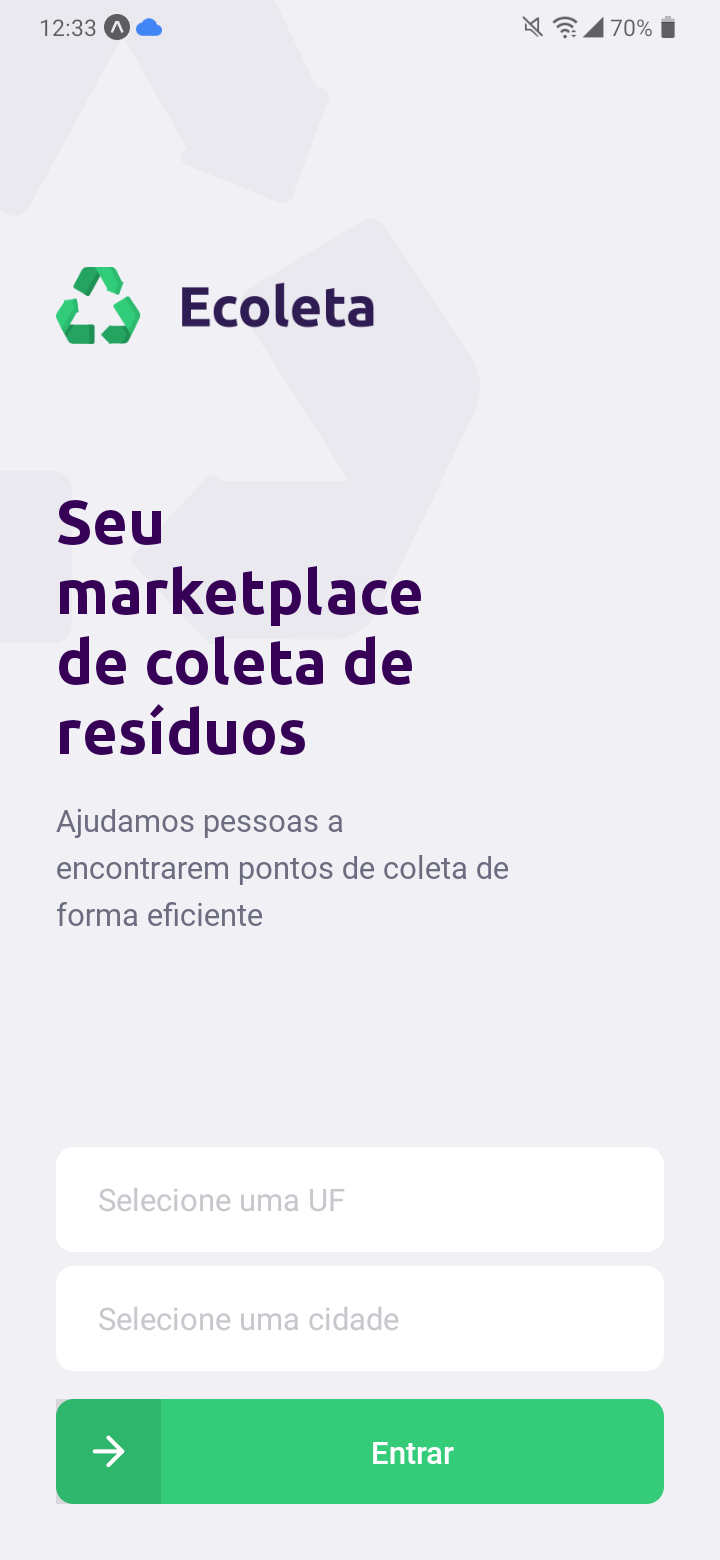 12:33 70%
Ecoleta
Seu
marketplace
de coleta de
resíduos
Ajudamos pessoas a
encontrarem pontos de coleta de
forma eficiente
Selecione uma UF
Selecione uma cidade
Entrar